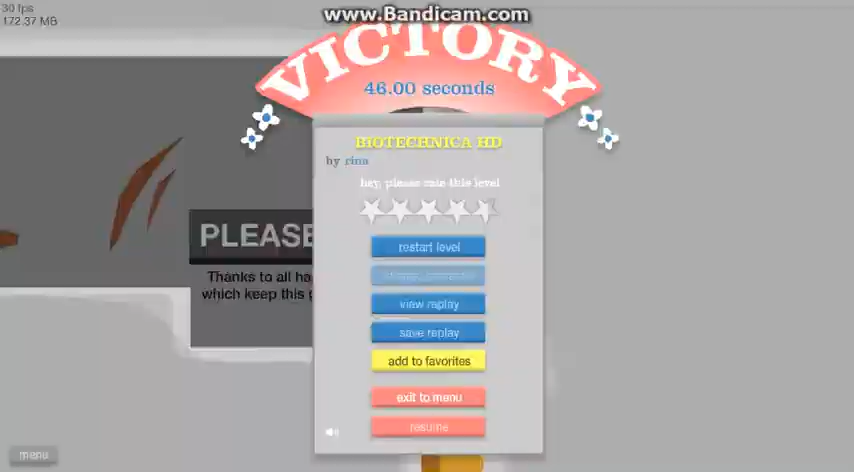 30 fps
172.37 MB
www.Bandicam.com
VICTORY
46.00 seconds
BIOTECHNICA HD
by rina
hey, please rate this level
restart level
view replay
save replay
add to favorites
exit to menu
resume
PLEASE
Thanks to all ha
which keep this g
menu